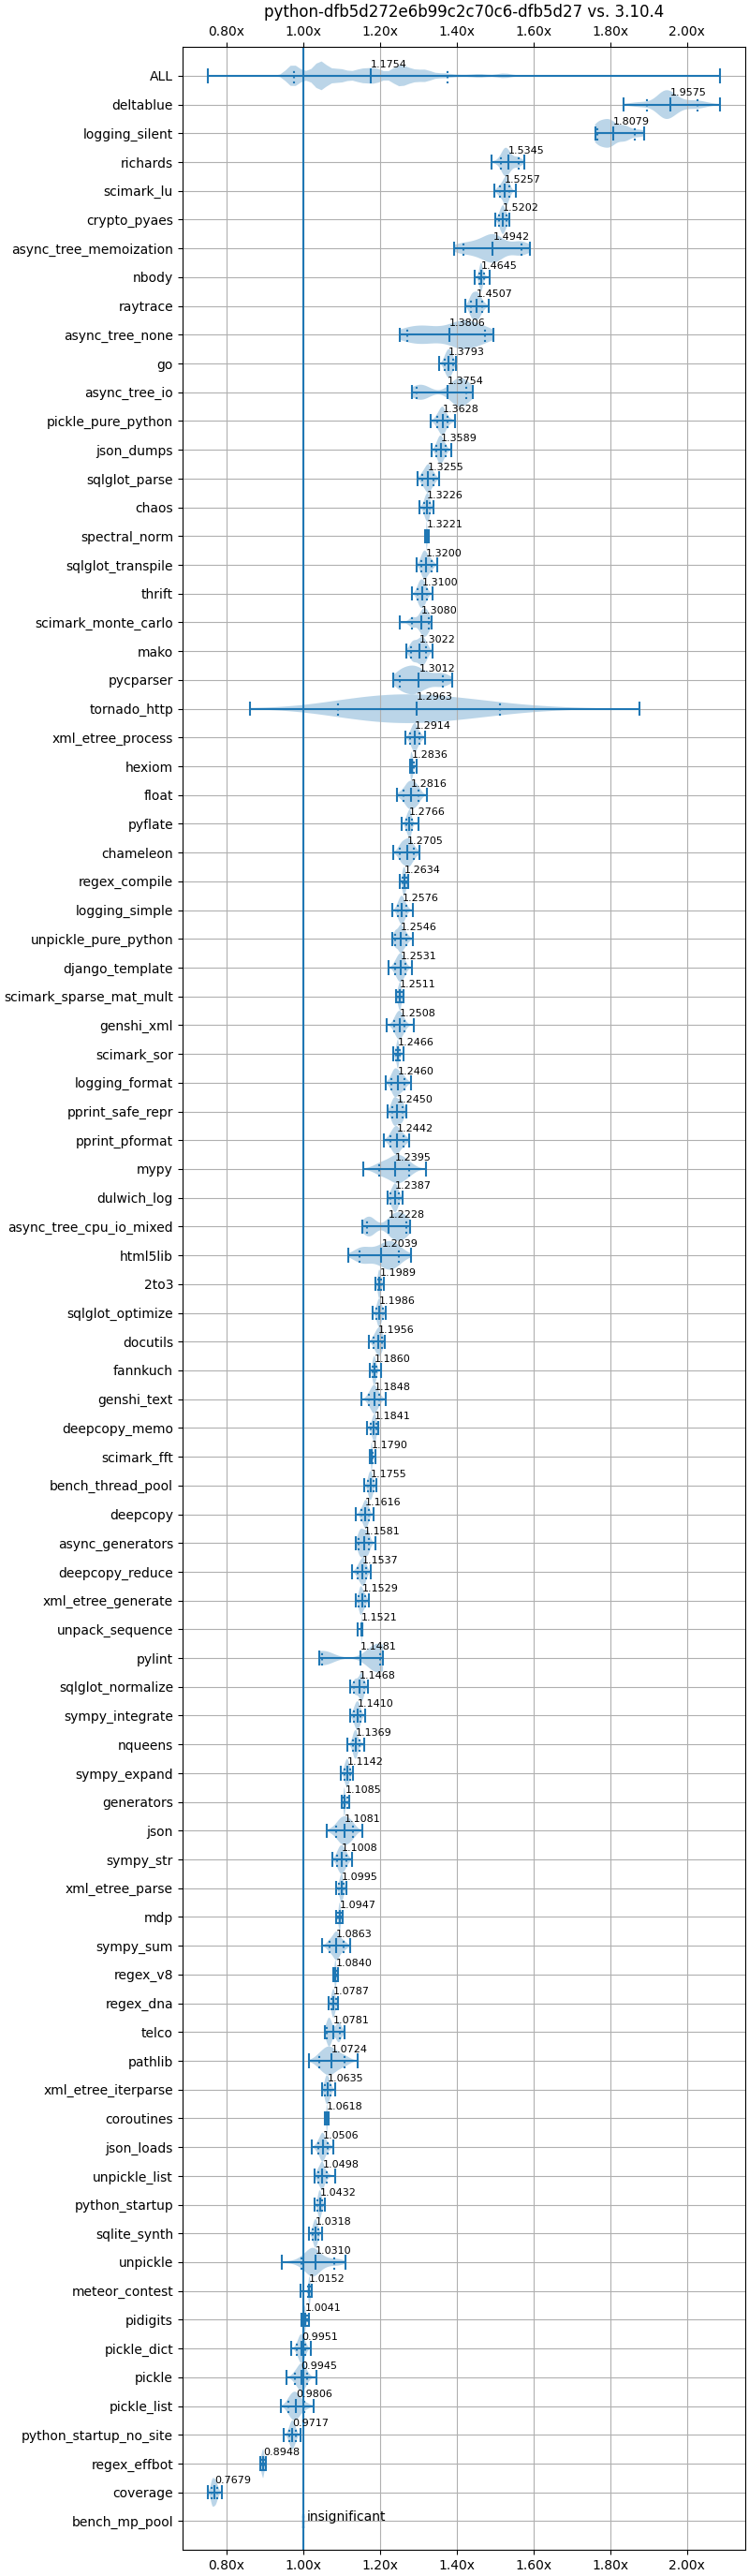 python-dfb5d272e6b99c2c70c6-dfb5d27 vs. 3.10.4
0.80x 1.00x 1.20x 1.40x 1.60x 1.80x 2.00x
ALL 1.1754
deltablue 1.9575
logging_silent 1.8079
richards 1.5345
scimark_lu 1.5257
crypto_pyaes 1.5202
async_tree_memoization 1.4942
nbody 1.4645
raytrace 1.4507
async_tree_none 1.3806
go 1.3793
async_tree_io 1.3754
pickle_pure_python 1.3628
json_dumps 1.3589
sqlglot_parse 1.3255
chaos 1.3226
spectral_norm 1.3221
sqlglot_transpile 1.3200
thrift 1.3100
scimark_monte_carlo 1.3080
mako 1.3022
pycparser 1.3012
tornado_http 1.2963
xml_etree_process 1.2914
hexiom 1.2836
float 1.2816
pyflate 1.2766
chameleon 1.2705
regex_compile 1.2634
logging_simple 1.2576
unpickle_pure_python 1.2546
django_template 1.2531
scimark_sparse_mat_mult 1.2511
genshi_xml 1.2508
scimark_sor 1.2466
logging_format 1.2460
pprint_safe_repr 1.2450
pprint_pformat 1.2442
mypy 1.2395
dulwich_log 1.2387
async_tree_cpu_io_mixed 1.2228
html5lib 1.2039
2to3 1.1989
sqlglot_optimize 1.1986
docutils 1.1956
fannkuch 1.1860
genshi_text 1.1848
deepcopy_memo 1.1841
scimark_fft 1.1790
bench_thread_pool 1.1755
deepcopy 1.1616
async_generators 1.1581
deepcopy_reduce 1.1537
xml_etree_generate 1.1529
unpack_sequence 1.1521
pylint 1.1481
sqlglot_normalize 1.1468
sympy_integrate 1.1410
nqueens 1.1369
sympy_expand 1.1142
generators 1.1085
json 1.1081
sympy_str 1.1008
xml_etree_parse 1.0995
mdp 1.0947
sympy_sum 1.0863
regex_v8 1.0840
regex_dna 1.0787
telco 1.0781
pathlib 1.0724
xml_etree_iterparse 1.0635
coroutines 1.0618
json_loads 1.0506
unpickle_list 1.0498
python_startup 1.0432
sqlite_synth 1.0318
unpickle 1.0310
meteor_contest 1.0152
pidigits 1.0041
pickle_dict 0.9951
pickle 0.9945
pickle_list 0.9806
python_startup_no_site 0.9717
regex_effbot 0.8948
coverage 0.7679
bench_mp_pool insignificant
0.80x 1.00x 1.20x 1.40x 1.60x 1.80x 2.00x